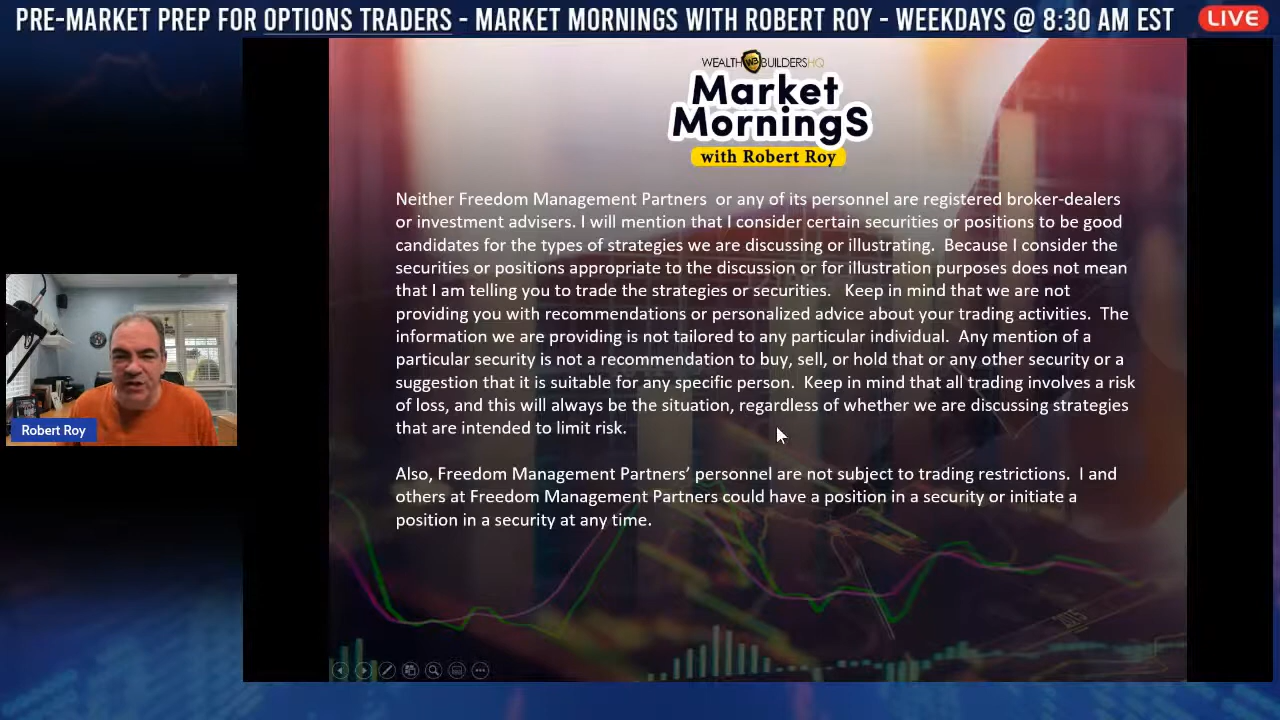 PRE-MARKET PREP FOR OPTIONS TRADERS - MARKET MORNINGS WITH ROBERT ROY - WEEKDAYS @ 8:30 AM EST
LIVE
WEALTH WB BUILDERSHQ
Market
MorningS
with Robert Roy
Neither Freedom Management Partners or any of its personnel are registered broker-dealers
or investment advisers. I will mention that I consider certain securities or positions to be good
candidates for the types of strategies we are discussing or illustrating. Because I consider the
securities or positions appropriate to the discussion or for illustration purposes does not mean
that I am telling you to trade the strategies or securities. Keep in mind that we are not
providing you with recommendations or personalized advice about your trading activities. The
information we are providing is not tailored to any particular individual. Any mention of a
particular security is not a recommendation to buy, sell, or hold that or any other security or a
suggestion that it is suitable for any specific person. Keep in mind that all trading involves a risk
of loss, and this will always be the situation, regardless of whether we are discussing strategies
that are intended to limit risk.
Also, Freedom Management Partners' personnel are not subject to trading restrictions. I and
others at Freedom Management Partners could have a position in a security or initiate a
position in a security at any time.
Robert Roy